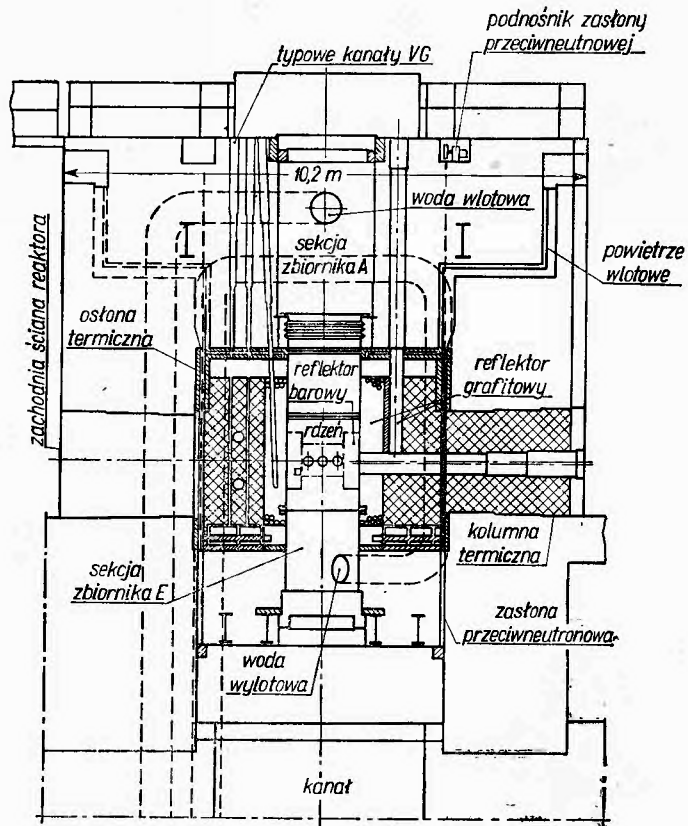 podnośnik zasłony
przeciwneutnowej
typowe kanały VG
10,2 m
woda wlotowa
sekcja
zbiornika A
powietrze
wlotowe
zachodnia ściana reaktora
osłona
termiczna
reflektor
grafitowy
reflektor
barowy
rdzeń
kolumna
termiczna
sekcja
zbiornika E
zasłona
przeciwneutronowa
woda
wylotowa
kanał